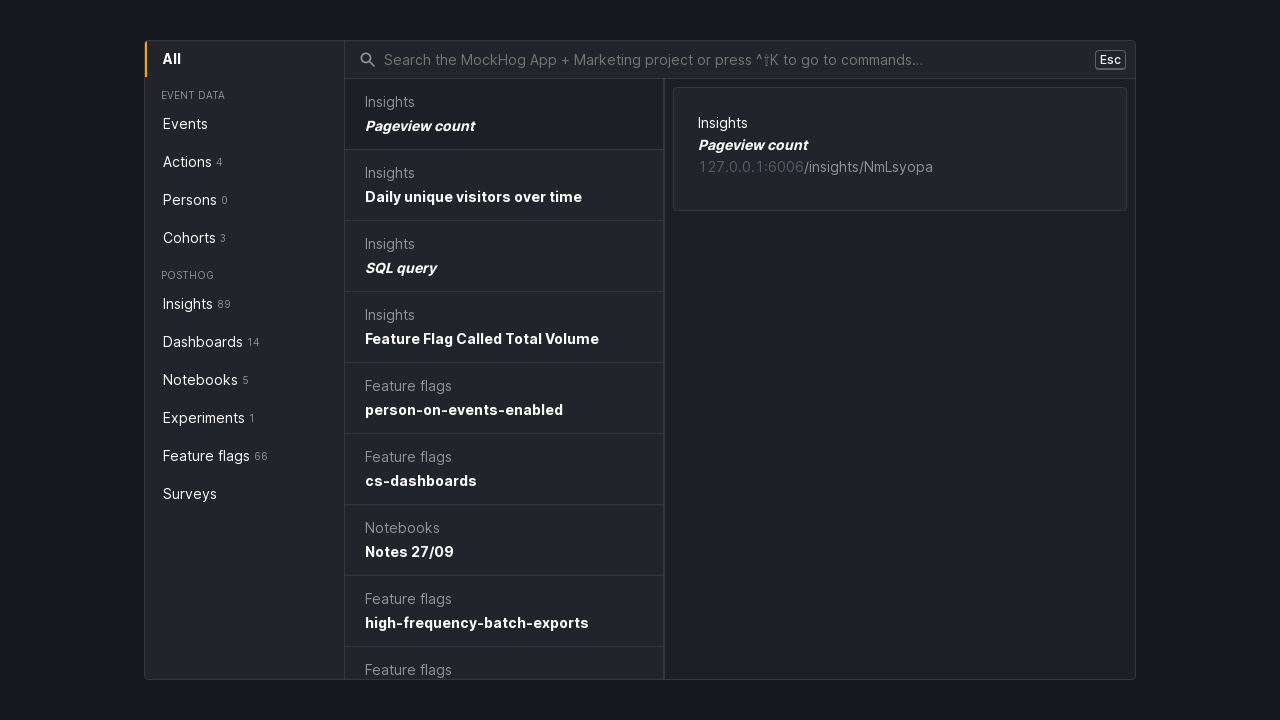 All
EVENT DATA
Events
Actions 4
Persons 0
Cohorts 3
POSTHOG
Insights 89
Dashboards 14
Notebooks 5
Experiments 1
Feature flags 66
Surveys
Search the MockHog App + Marketing project or press ^⇧K to go to commands…
Esc
Insights
Pageview count
Insights
Daily unique visitors over time
Insights
SQL query
Insights
Feature Flag Called Total Volume
Feature flags
person-on-events-enabled
Feature flags
cs-dashboards
Notebooks
Notes 27/09
Feature flags
high-frequency-batch-exports
Feature flags
Insights
Pageview count
127.0.0.1:6006/insights/NmLsyopa